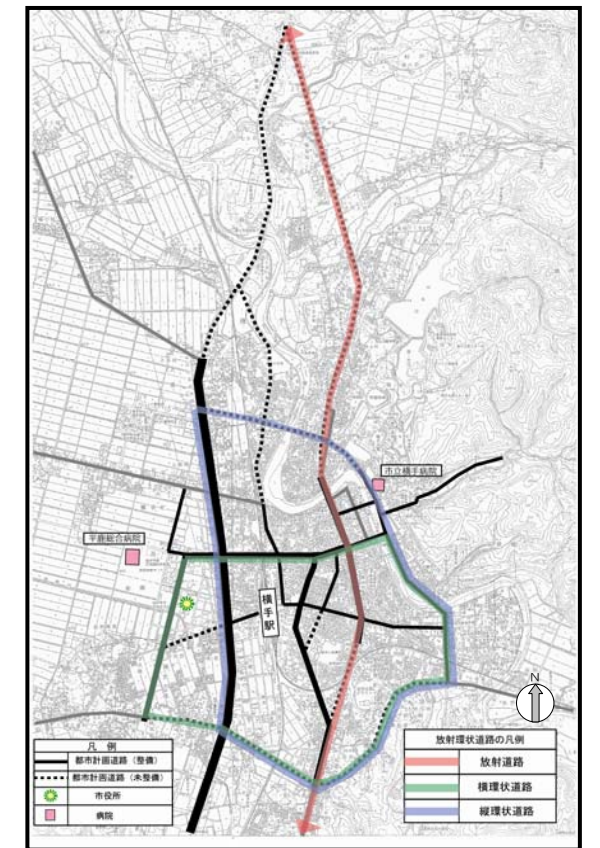 市立横手病院
平鹿総合病院
横手駅
N
凡 例
都市計画道路（整備）
都市計画道路（未整備）
市役所
病院
放射環状道路の凡例
放射道路
横環状道路
縦環状道路